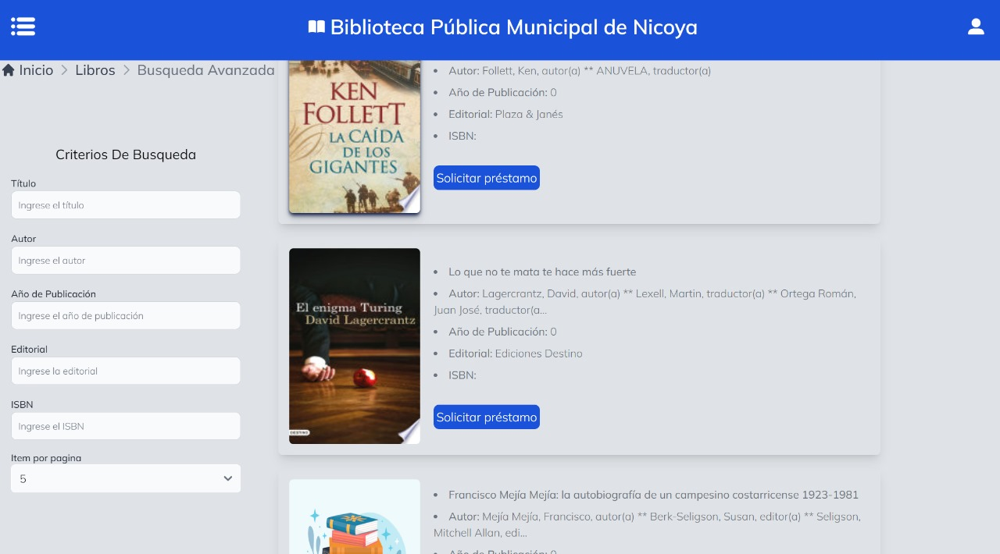 Biblioteca Pública Municipal de Nicoya
Inicio Libros Busqueda Avanzada
Criterios De Busqueda
Título
Ingrese el título
Autor
Ingrese el autor
Año de Publicación
Ingrese el año de publicación
Editorial
Ingrese la editorial
ISBN
Ingrese el ISBN
Item por pagina
5
KEN
FOLLETT
LA CAÍDA
DE LOS
GIGANTES
• Autor: Follett, Ken, autor(a) ** ANUVELA, traductor(a)
• Año de Publicación: 0
• Editorial: Plaza & Janés
• ISBN:
Solicitar préstamo
El enigma Turing
David Lagercrantz
DESTINO
• Lo que no te mata te hace más fuerte
• Autor: Lagercrantz, David, autor(a) ** Lexell, Martin, traductor(a) ** Ortega Román,
Juan José, traductor(a...
• Año de Publicación: 0
• Editorial: Ediciones Destino
• ISBN:
Solicitar préstamo
• Francisco Mejía Mejía: la autobiografía de un campesino costarricense 1923-1981
• Autor: Mejía Mejía, Francisco, autor(a) ** Berk-Seligson, Susan, editor(a) ** Seligson,
Mitchell Allan, edi...
• Año de Publicación: 0